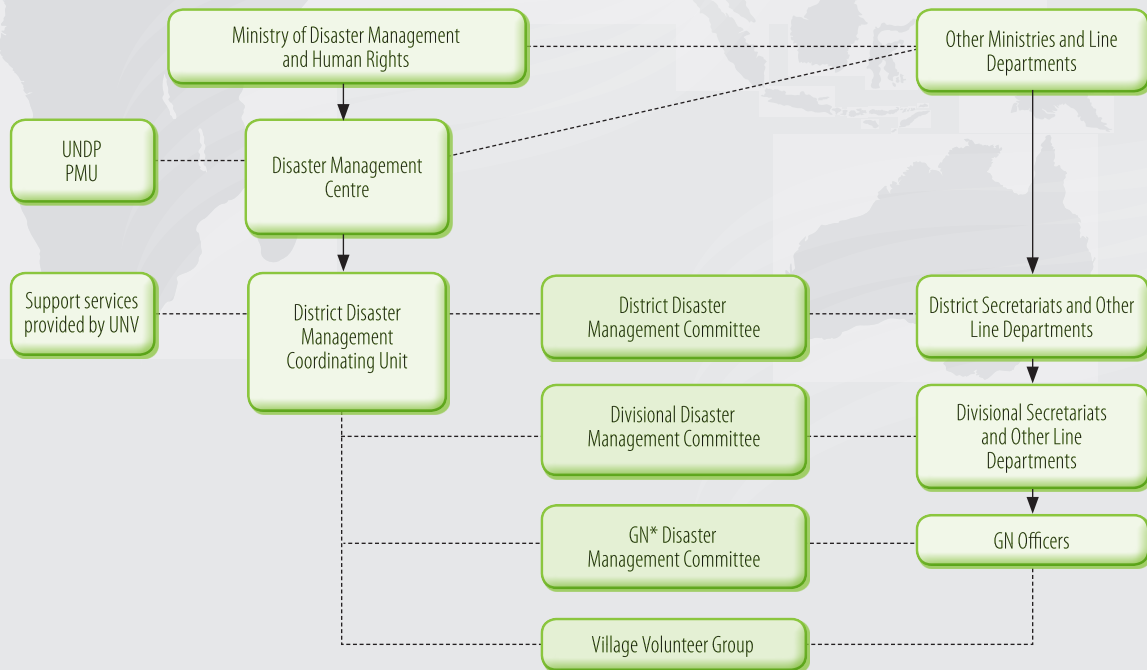 Ministry of Disaster Management
and Human Rights
Other Ministries and Line
Departments
UNDP
PMU
Disaster Management
Centre
Support services
provided by UNV
District Disaster
Management
Coordinating Unit
District Disaster
Management Committee
District Secretariats and Other
Line Departments
Divisional Disaster
Management Committee
Divisional Secretariats
and Other Line
Departments
GN* Disaster
Management Committee
GN Officers
Village Volunteer Group